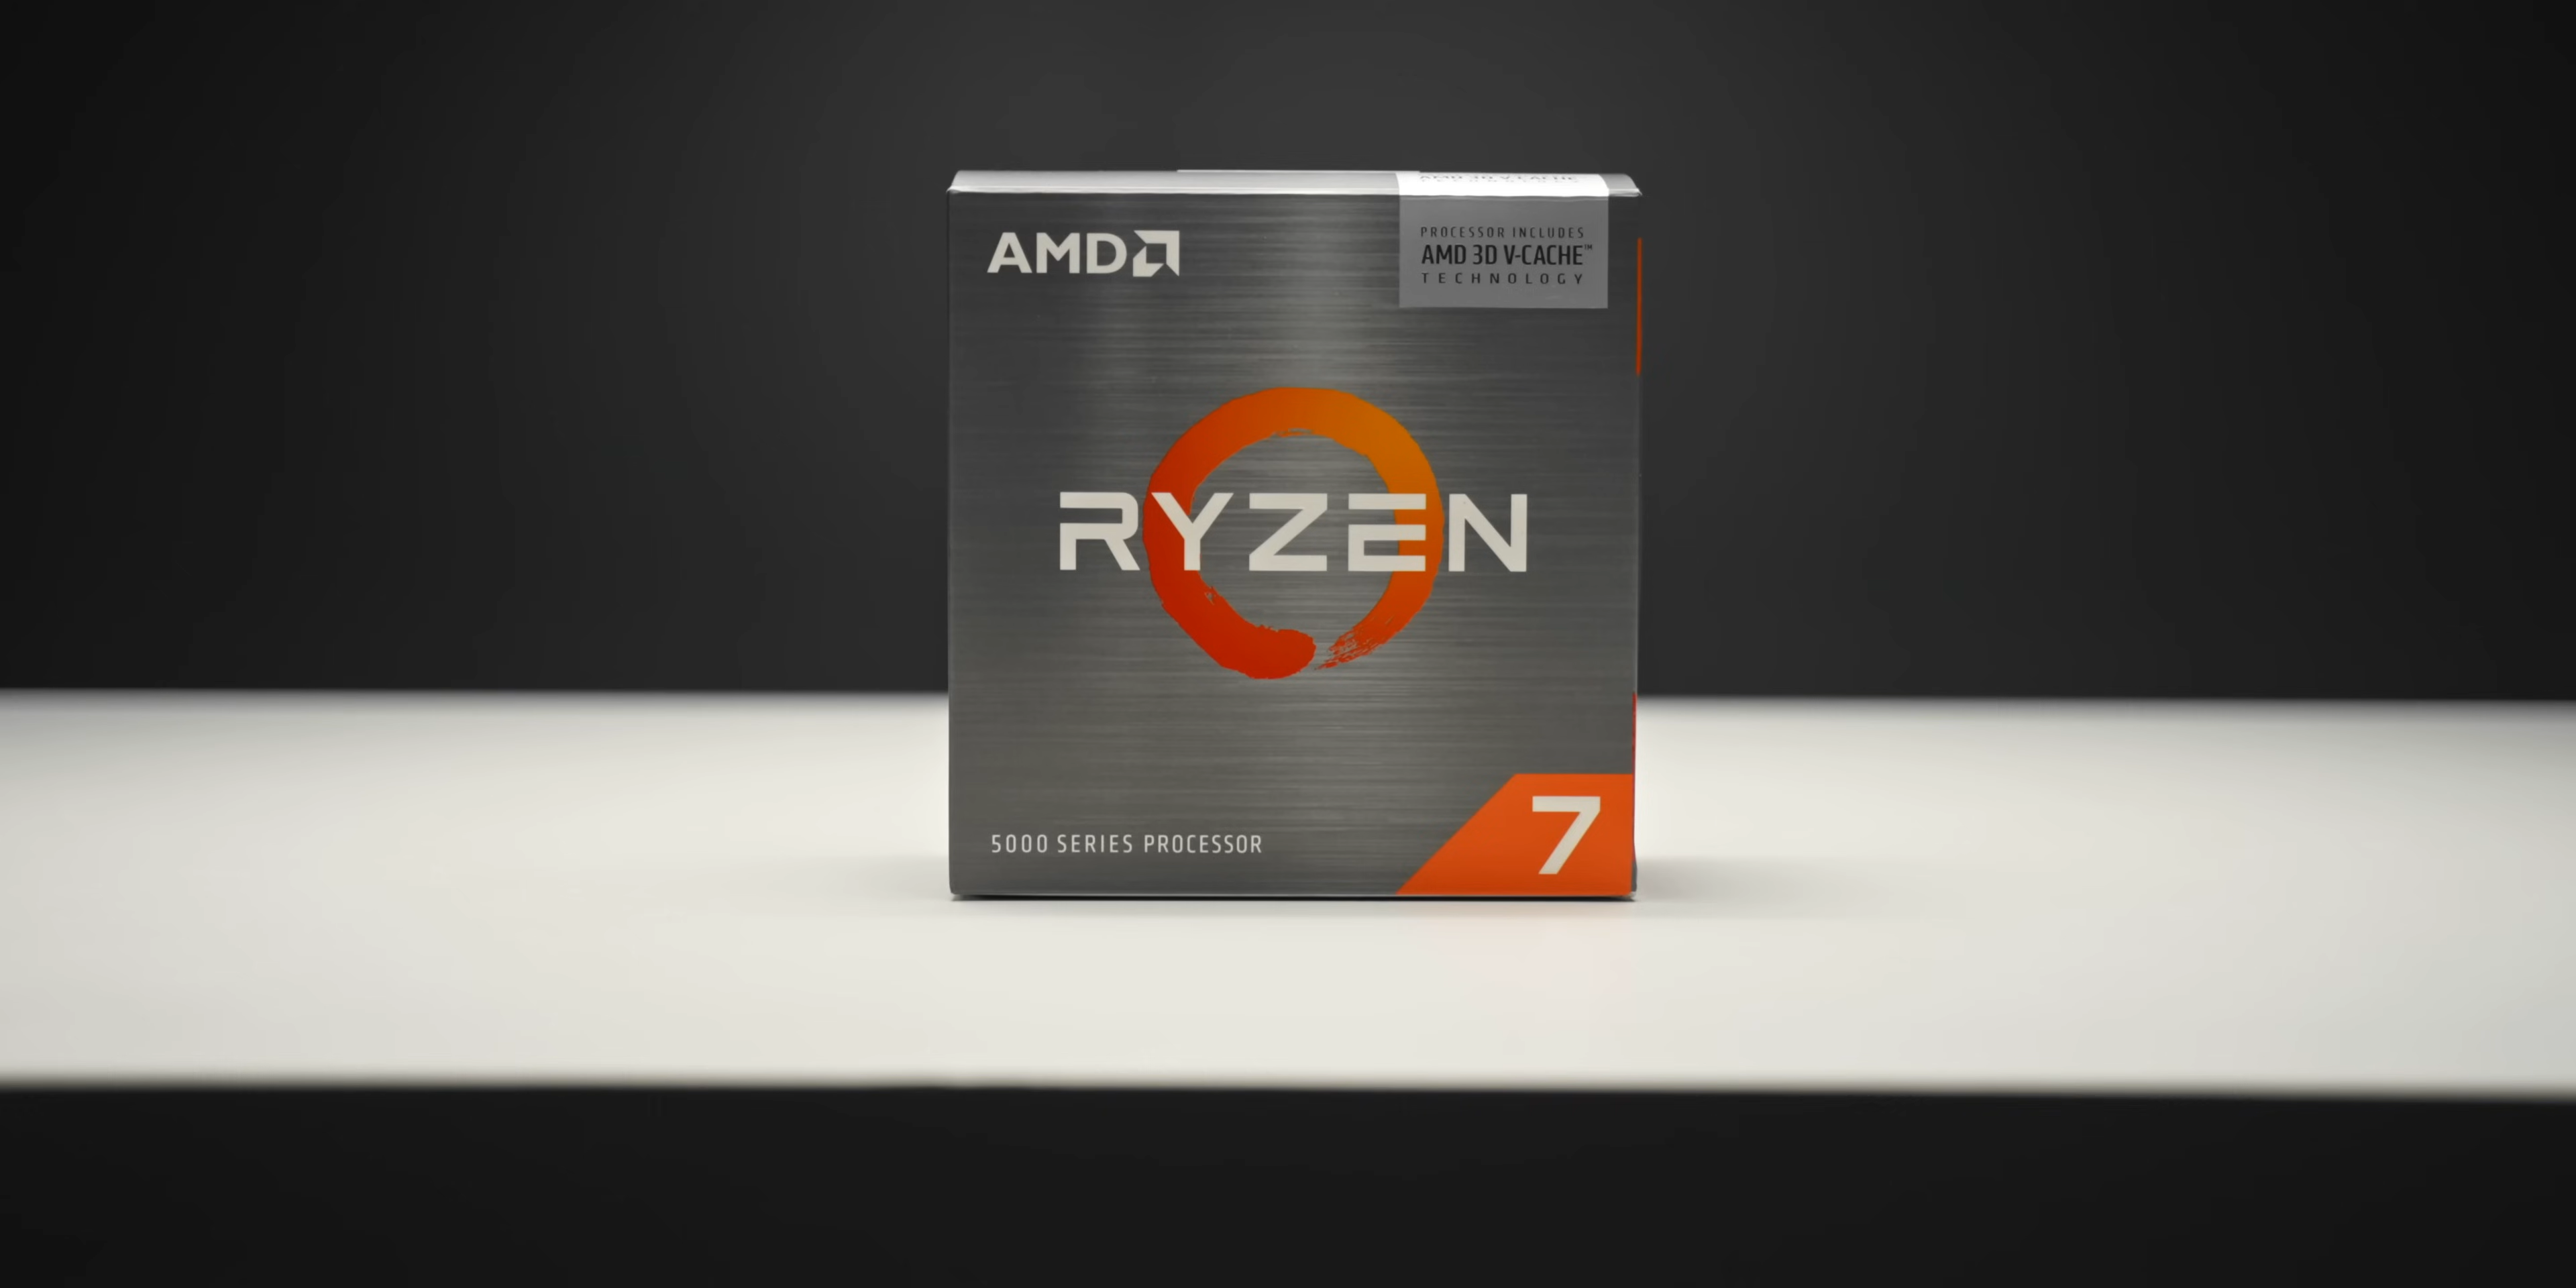 AMD
PROCESSOR INCLUDES
AMD 3D V-CACHE™
TECHNOLOGY
RYZEN
5000 SERIES PROCESSOR
7